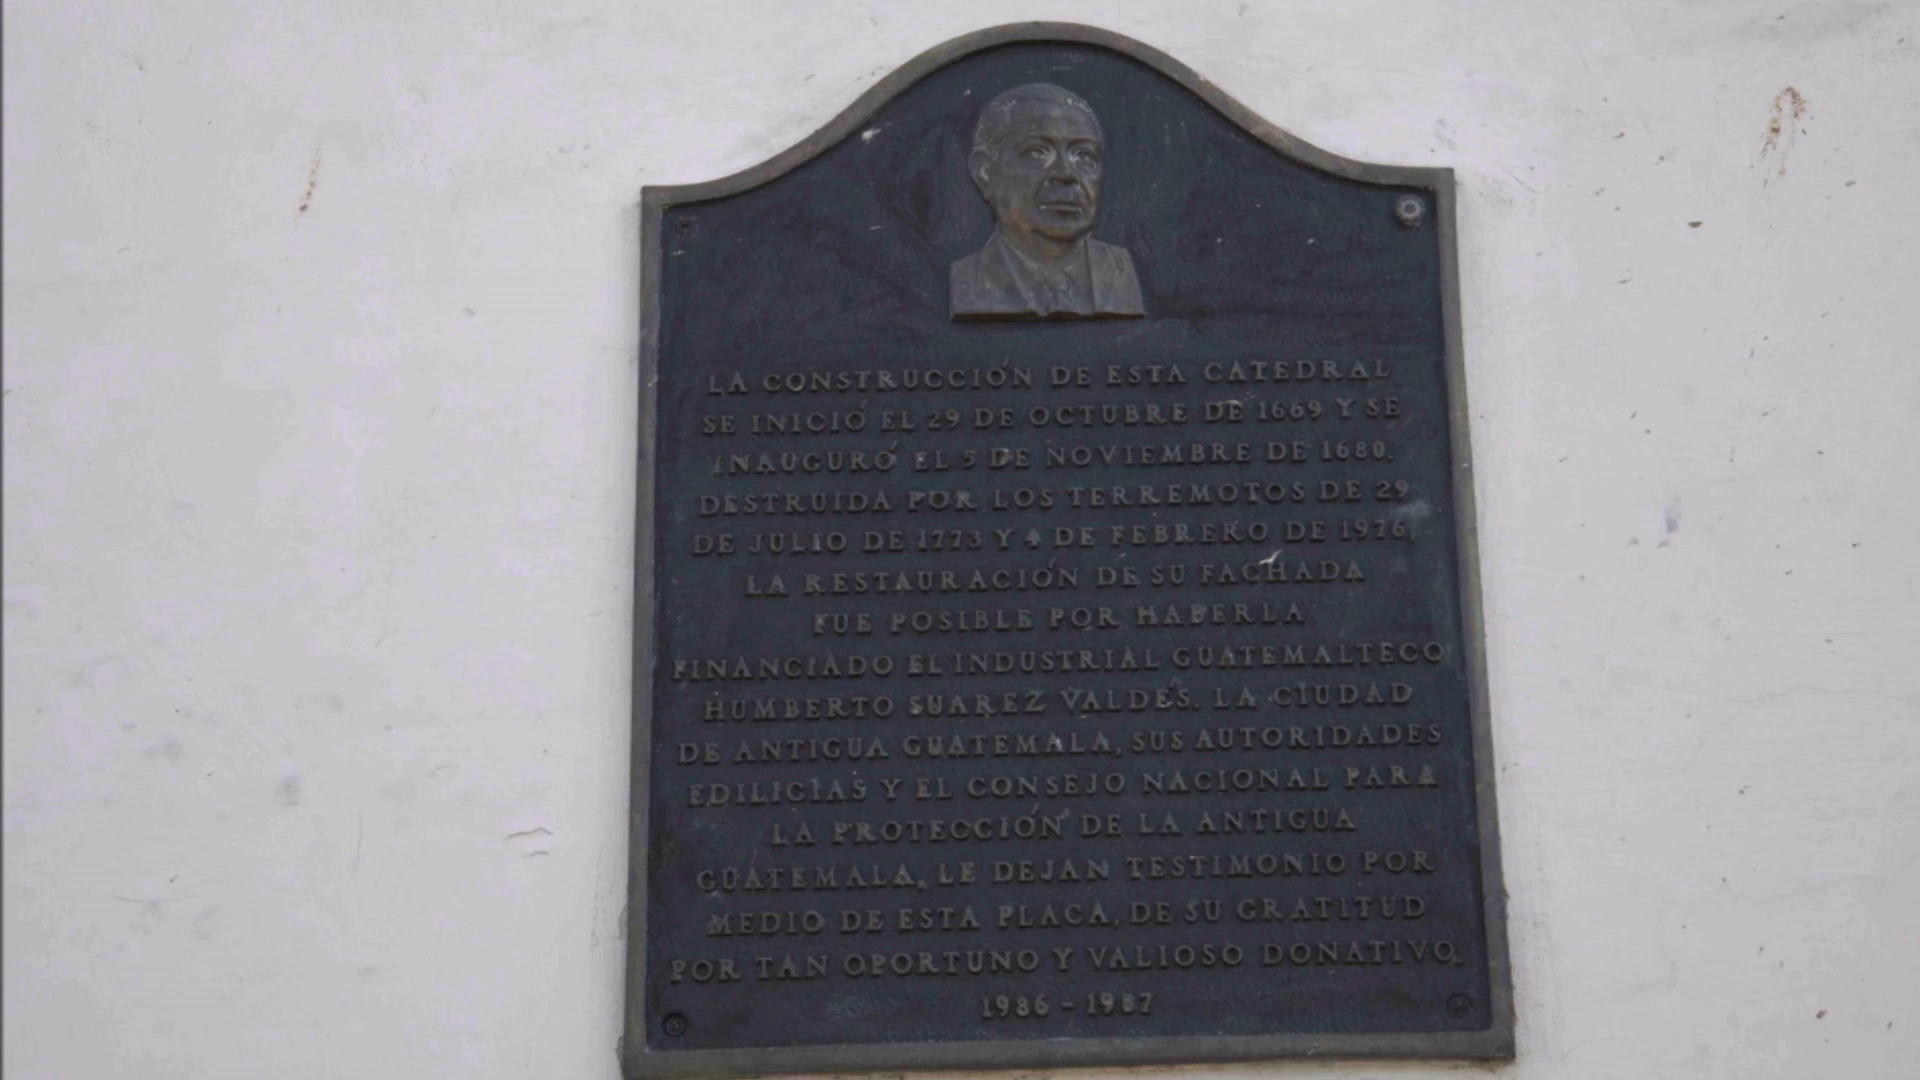 LA CONSTRUCCIÓN DE ESTA CATEDRAL
SE INICIÓ EL 29 DE OCTUBRE DE 1669 Y SE
INAUGURÓ EL 5 DE NOVIEMBRE DE 1680.
DESTRUIDA POR LOS TERREMOTOS DE 29
DE JULIO DE 1773 Y 4 DE FEBRERO DE 1976,
LA RESTAURACIÓN DE SU FACHADA
FUE POSIBLE POR HABERLA
FINANCIADO EL INDUSTRIAL GUATEMALTECO
HUMBERTO SUAREZ VALDÉS. LA CIUDAD
DE ANTIGUA GUATEMALA, SUS AUTORIDADES
EDILICIAS Y EL CONSEJO NACIONAL PARA
LA PROTECCIÓN DE LA ANTIGUA
GUATEMALA, LE DEJAN TESTIMONIO POR
MEDIO DE ESTA PLACA, DE SU GRATITUD
POR TAN OPORTUNO Y VALIOSO DONATIVO.
1986 - 1987